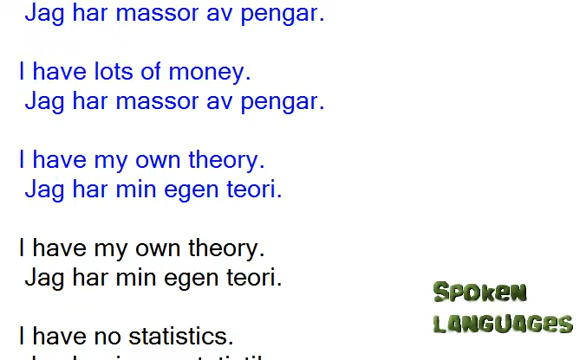 Jag har massor av pengar.
I have lots of money.
Jag har massor av pengar.
I have my own theory.
Jag har min egen teori.
I have my own theory.
Jag har min egen teori.
I have no statistics.
Spoken
Languages